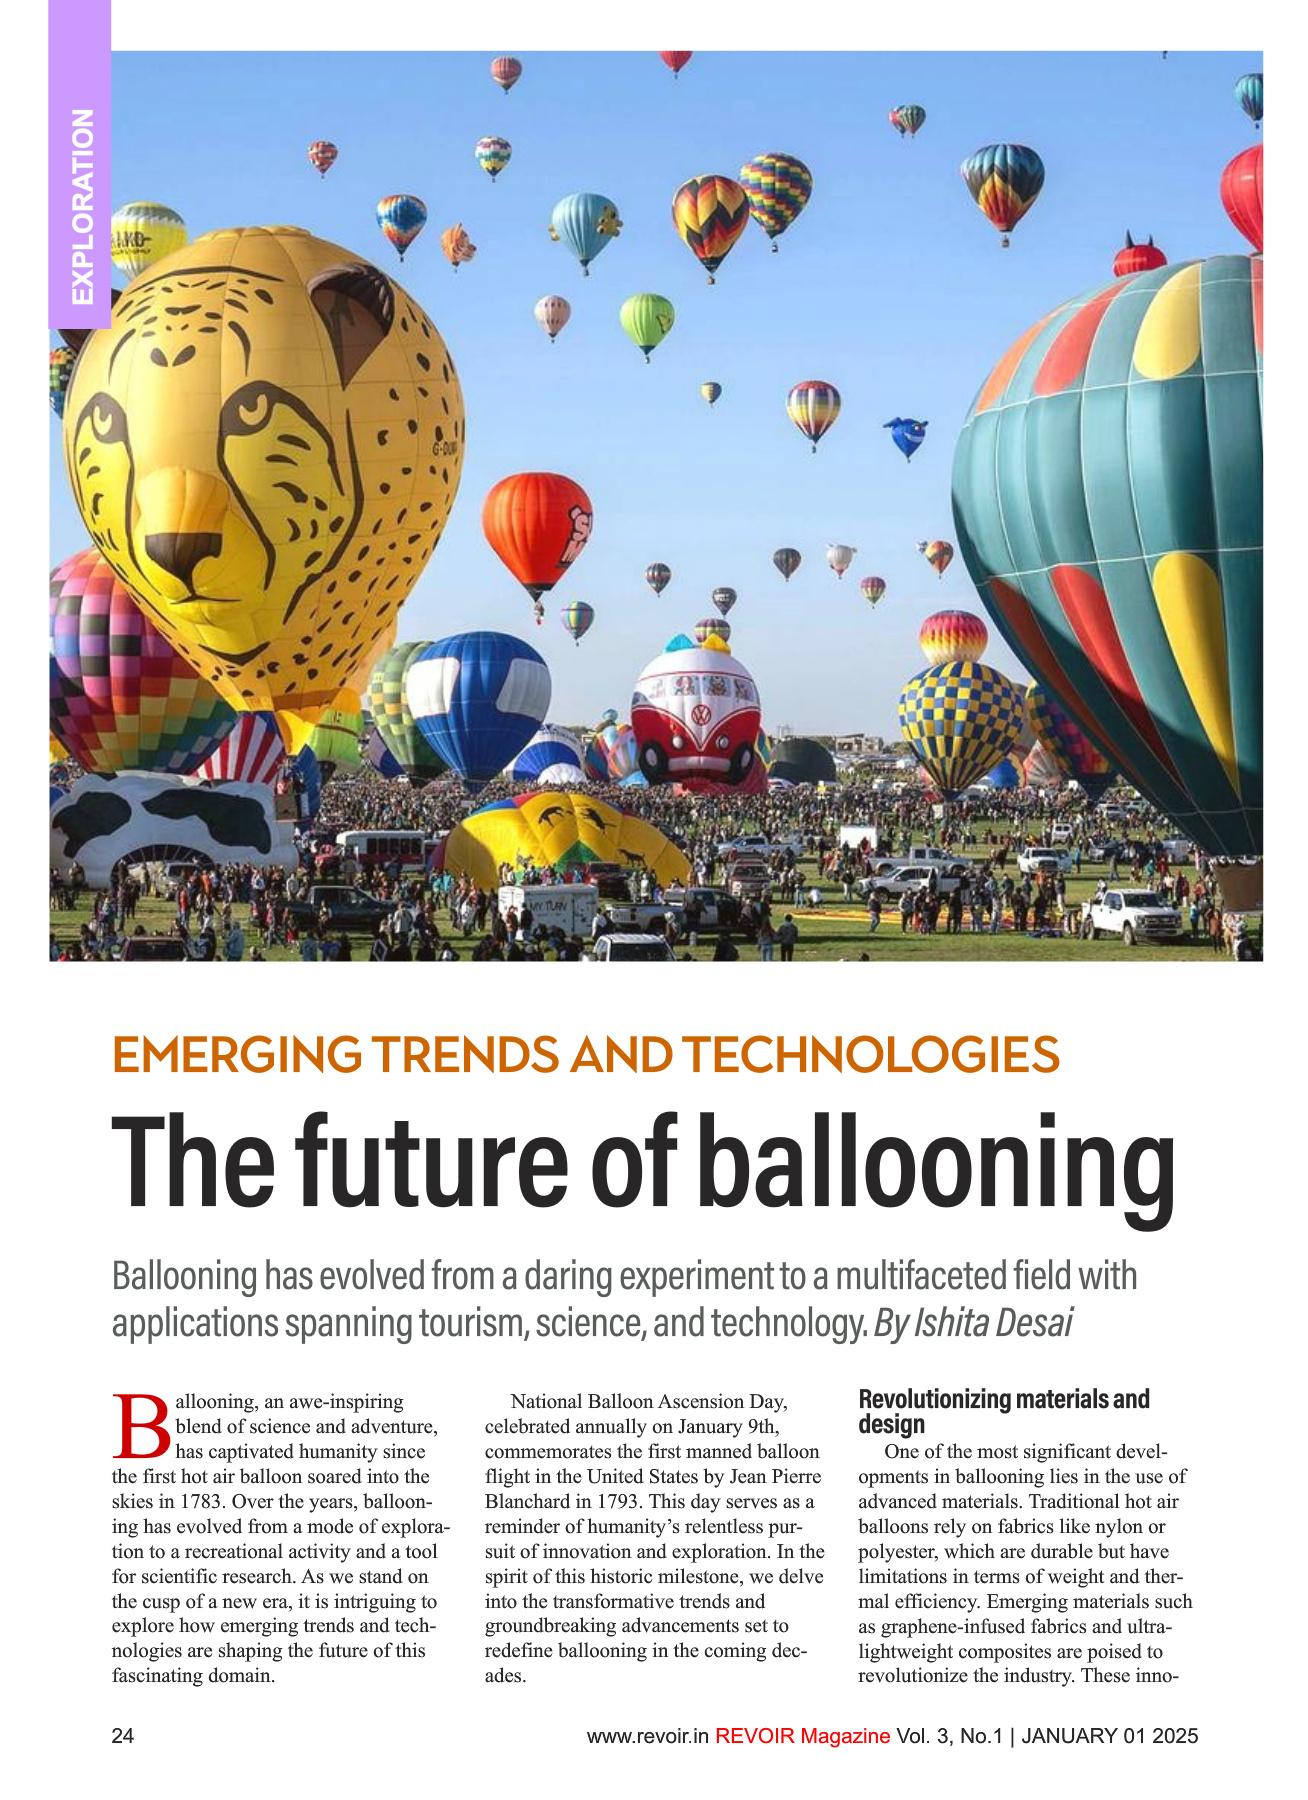 EXPLORATION
G-OU
MY TURN
EMERGING TRENDS AND TECHNOLOGIES
The future of ballooning
Ballooning has evolved from a daring experiment to a multifaceted field with
applications spanning tourism, science, and technology. By Ishita Desai
Ballooning, an awe-inspiring
blend of science and adventure,
has captivated humanity since
the first hot air balloon soared into the
skies in 1783. Over the years, balloon-
ing has evolved from a mode of explora-
tion to a recreational activity and a tool
for scientific research. As we stand on
the cusp of a new era, it is intriguing to
explore how emerging trends and tech-
nologies are shaping the future of this
fascinating domain.
National Balloon Ascension Day,
celebrated annually on January 9th,
commemorates the first manned balloon
flight in the United States by Jean Pierre
Blanchard in 1793. This day serves as a
reminder of humanity’s relentless pur-
suit of innovation and exploration. In the
spirit of this historic milestone, we delve
into the transformative trends and
groundbreaking advancements set to
redefine ballooning in the coming dec-
ades.
Revolutionizing materials and
design
One of the most significant devel-
opments in ballooning lies in the use of
advanced materials. Traditional hot air
balloons rely on fabrics like nylon or
polyester, which are durable but have
limitations in terms of weight and ther-
mal efficiency. Emerging materials such
as graphene-infused fabrics and ultra-
lightweight composites are poised to
revolutionize the industry. These inno-
24
www.revoir.in REVOIR Magazine Vol. 3, No.1 | JANUARY 01 2025